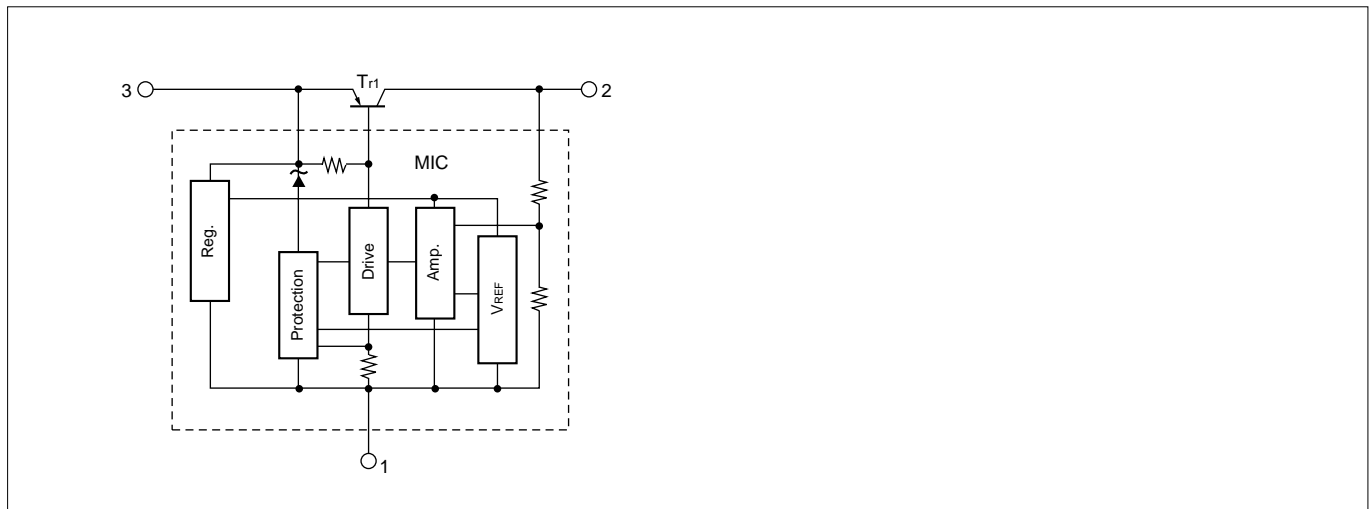 3
Tr1
2
MIC
Reg.
Protection
Drive
Amp.
VREF
1